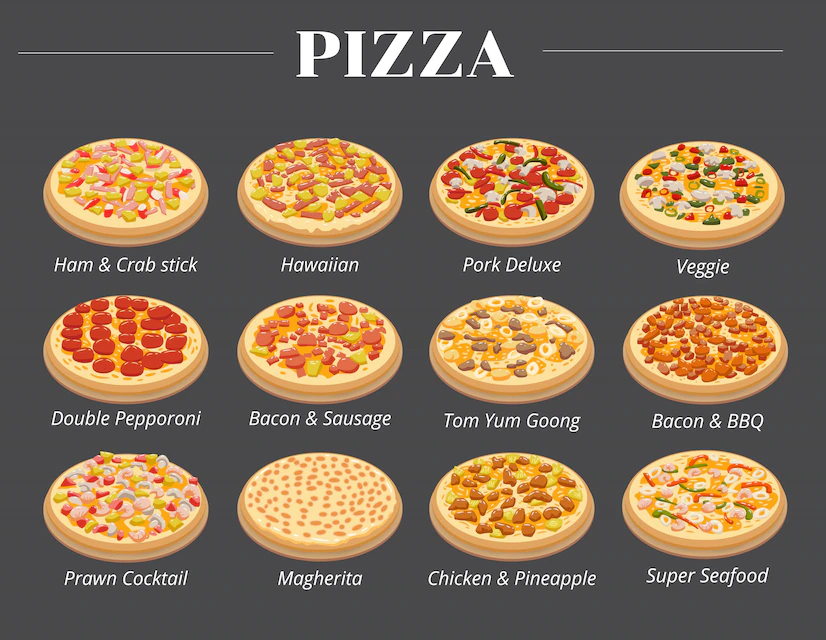 PIZZA
Ham & Crab stick
Hawaiian
Pork Deluxe
Veggie
Double Pepporoni
Bacon & Sausage
Tom Yum Goong
Bacon & BBQ
Prawn Cocktail
Magherita
Chicken & Pineapple
Super Seafood